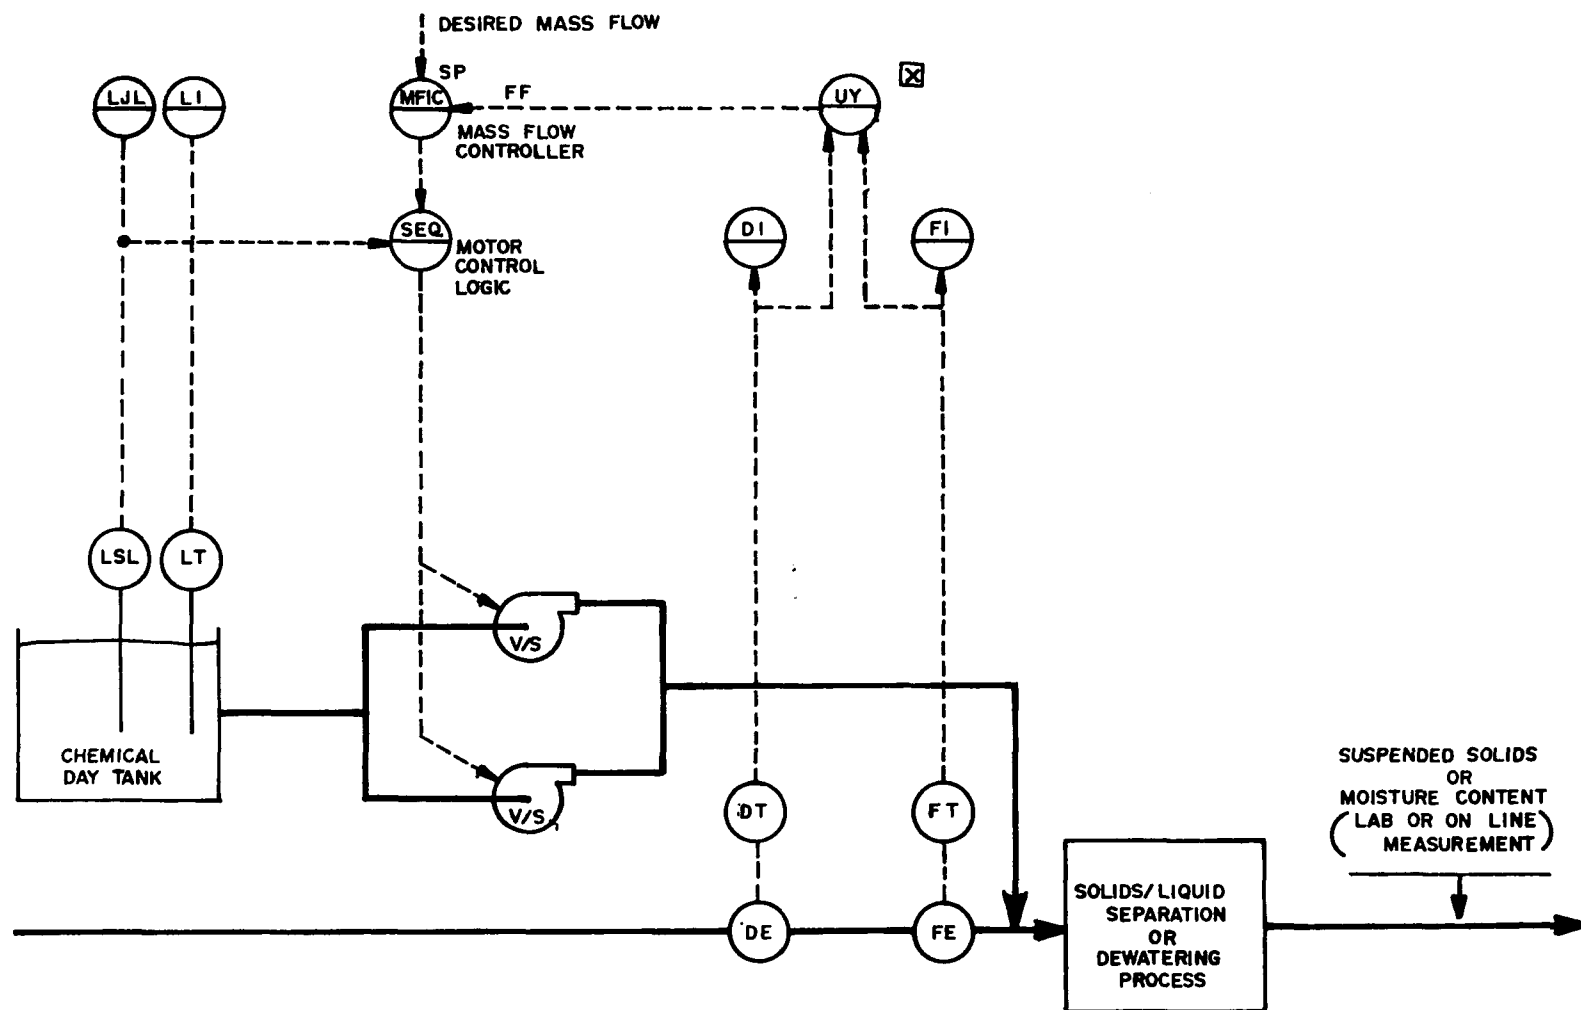 DESIRED MASS FLOW
SP
LJL
LI
MFIC
FF
UY
X
MASS FLOW
CONTROLLER
SEQ.
MOTOR
CONTROL
LOGIC
DI
FI
LSL
LT
V/S
CHEMICAL
DAY TANK
V/S
DT
FT
SUSPENDED SOLIDS
OR
MOISTURE CONTENT
(LAB OR ON LINE
MEASUREMENT)
DE
FE
SOLIDS/LIQUID
SEPARATION
OR
DEWATERING
PROCESS